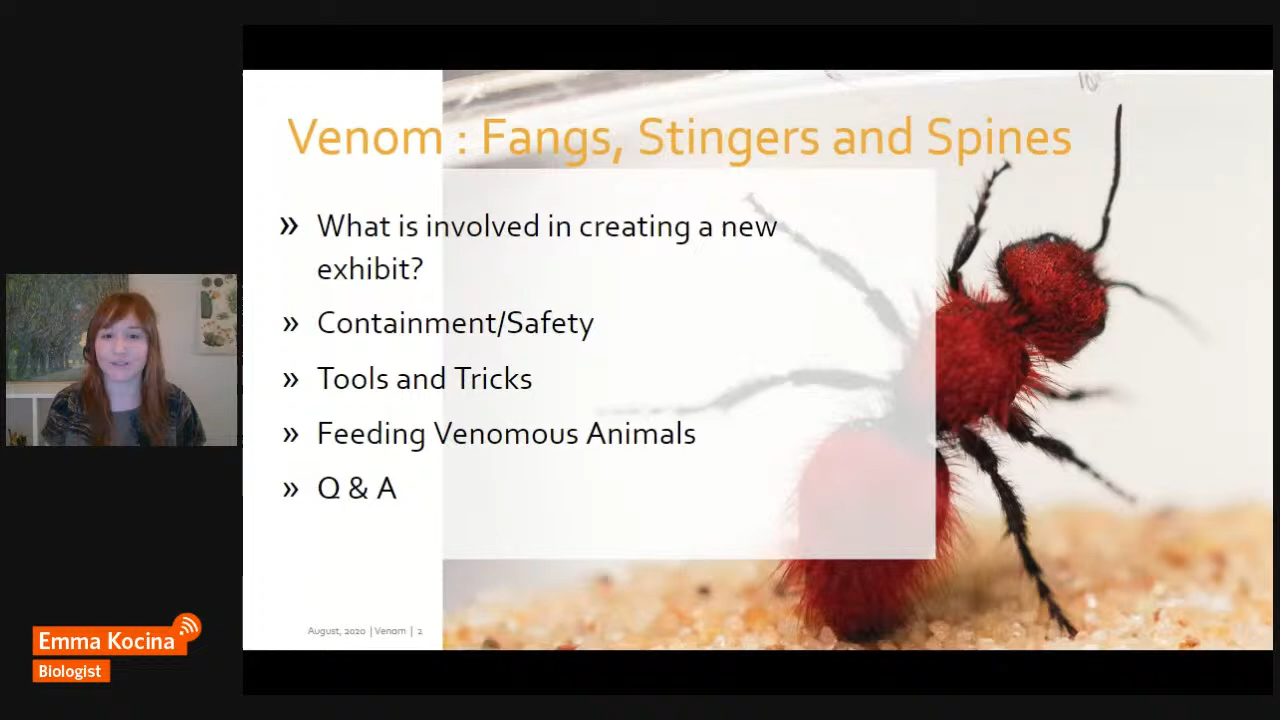 Venom : Fangs, Stingers and Spines
» What is involved in creating a new
exhibit?
» Containment/Safety
» Tools and Tricks
» Feeding Venomous Animals
» Q & A
August, 2020 | Venom | 2
Emma Kocina
Biologist